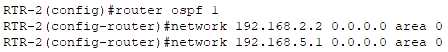 RTR-2(config)#router ospf 1
RTR-2(config-router)#network 192.168.2.2 0.0.0.0 area 0
RTR-2(config-router)#network 192.168.5.1 0.0.0.0 area 0